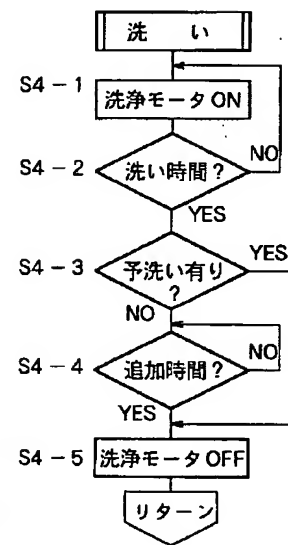 洗い
S4-1 洗浄モータON
S4-2 洗い時間?
NO
YES
S4-3 予洗い有り
?
YES
NO
S4-4 追加時間?
NO
YES
S4-5 洗浄モータOFF
リターン